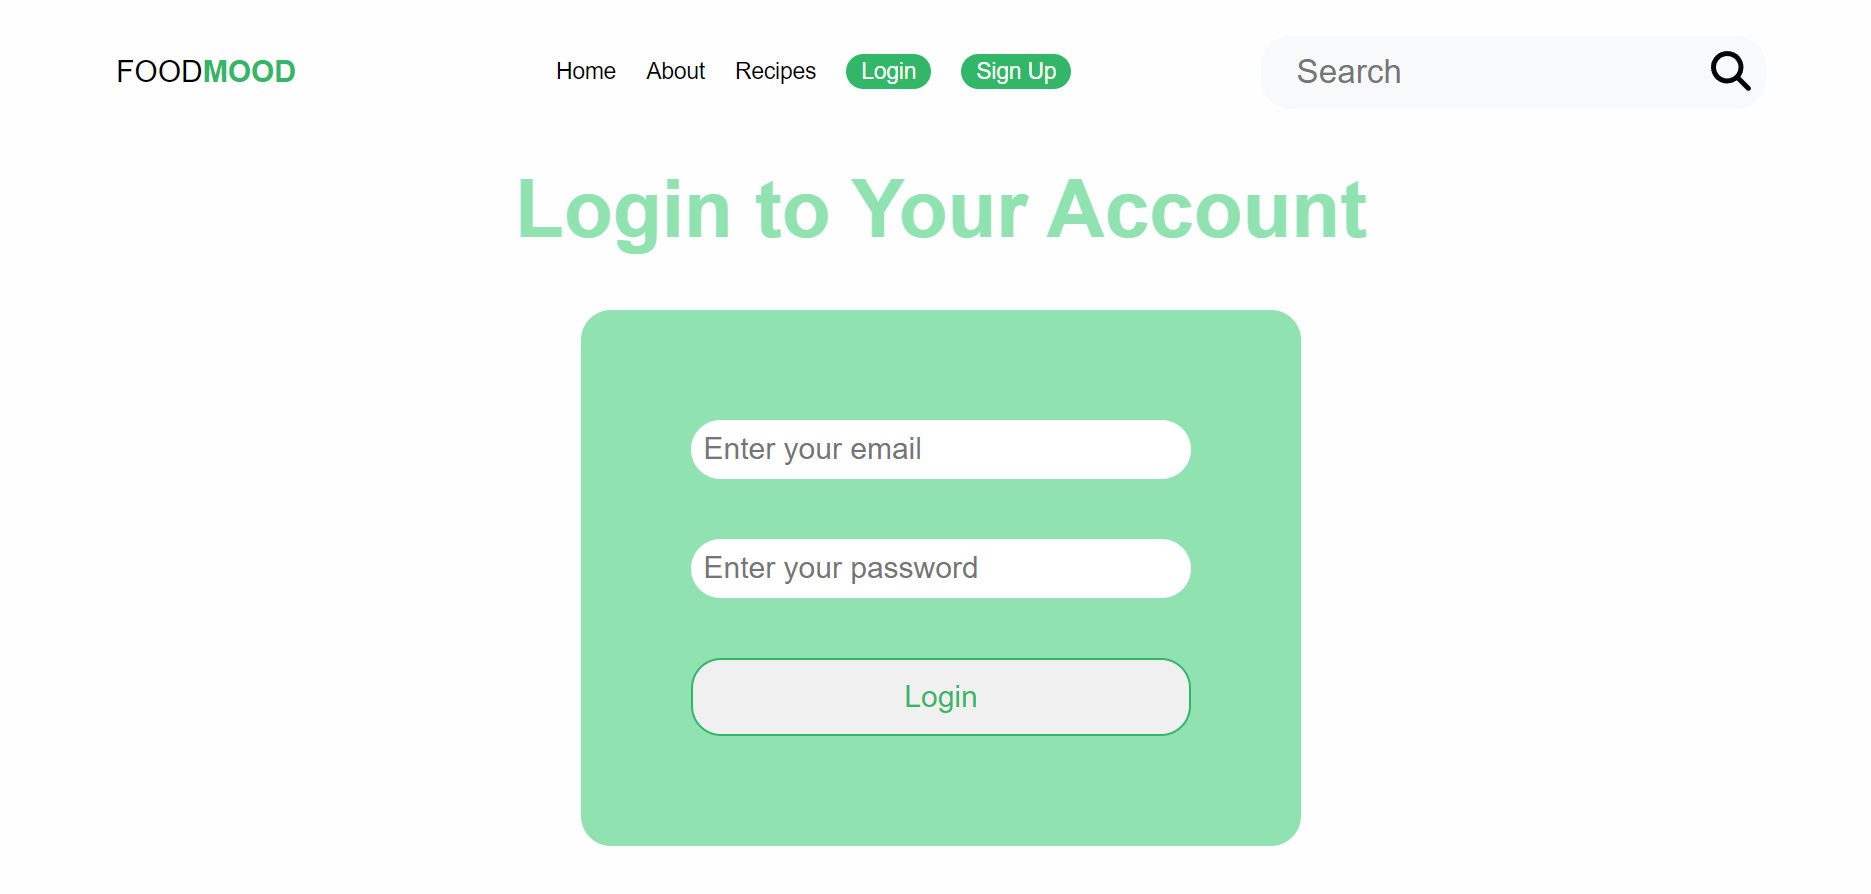 FOODMOOD Home About Recipes Login Sign Up Search
Login to Your Account
Enter your email
Enter your password
Login